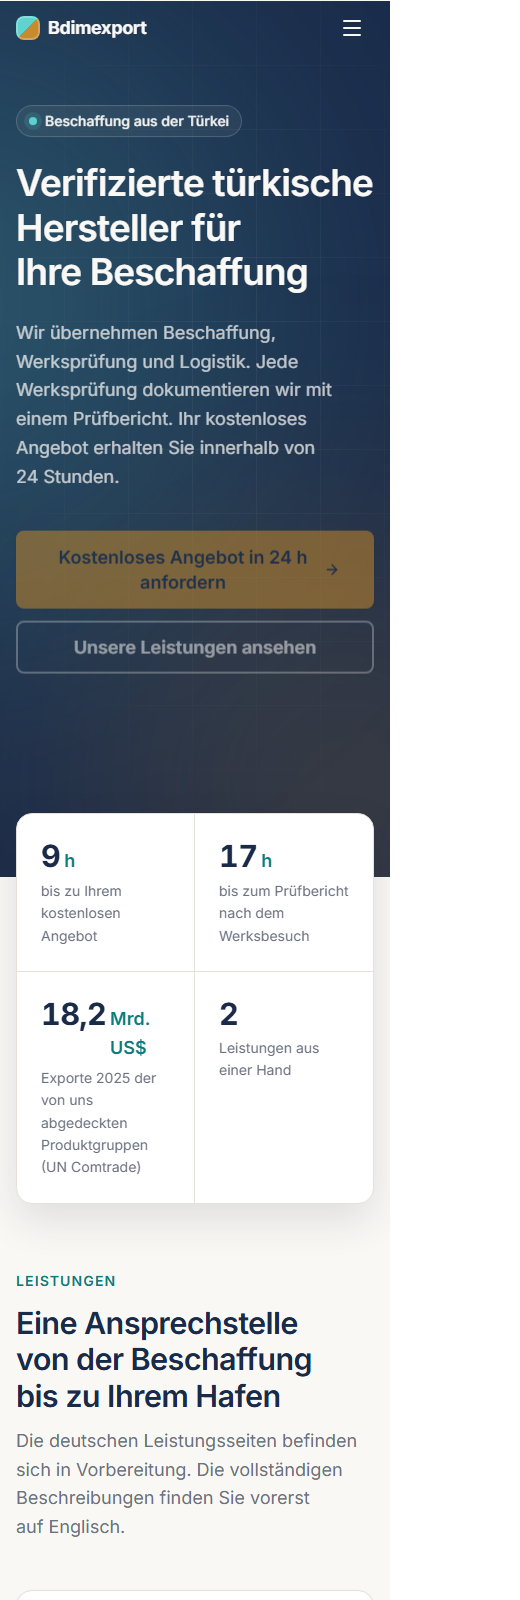 Bdimexport
Beschaffung aus der Türkei
Verifizierte türkische
Hersteller für
Ihre Beschaffung
Wir übernehmen Beschaffung,
Werksprüfung und Logistik. Jede
Werksprüfung dokumentieren wir mit
einem Prüfbericht. Ihr kostenloses
Angebot erhalten Sie innerhalb von
24 Stunden.
Kostenloses Angebot in 24 h
anfordern →
Unsere Leistungen ansehen
9 h
bis zu Ihrem
kostenlosen
Angebot
17 h
bis zum Prüfbericht
nach dem
Werksbesuch
18,2 Mrd.
US$
Exporte 2025 der
von uns
abgedeckten
Produktgruppen
(UN Comtrade)
2
Leistungen aus
einer Hand
LEISTUNGEN
Eine Ansprechstelle
von der Beschaffung
bis zu Ihrem Hafen
Die deutschen Leistungsseiten befinden
sich in Vorbereitung. Die vollständigen
Beschreibungen finden Sie vorerst
auf Englisch.